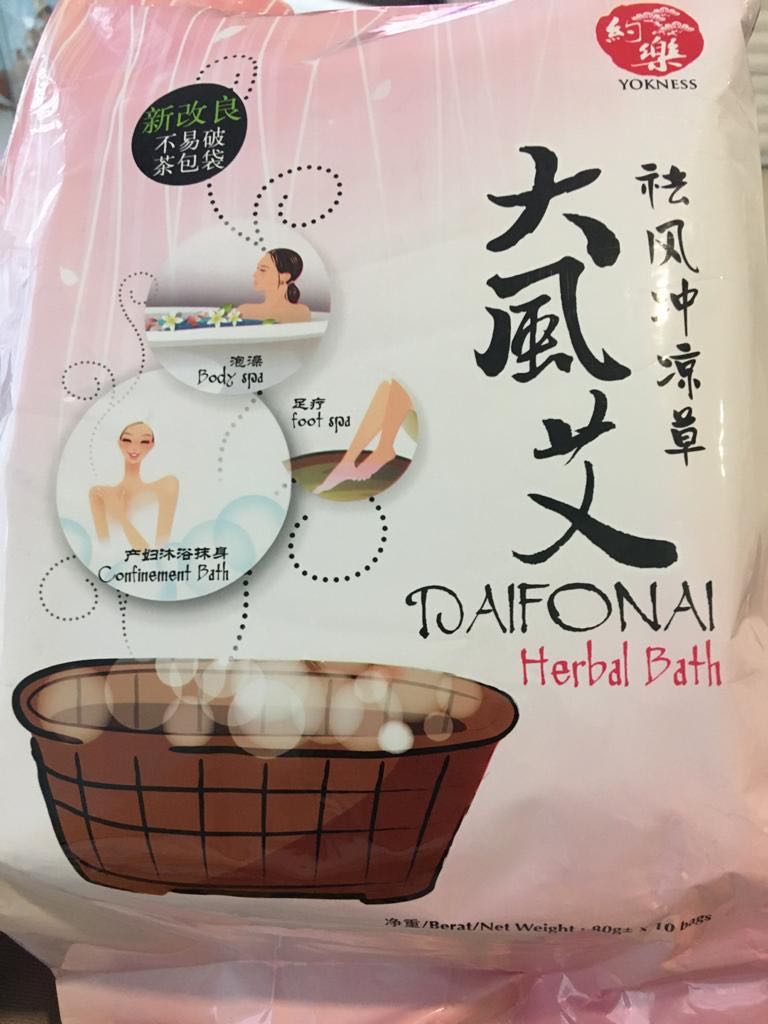 約樂
YOKNESS
新改良
不易破
茶包袋
大風艾
祛风冲凉草
泡澡
Body spa
足疗
foot spa
产妇沐浴抹身
Confinement Bath
DAIFONAI
Herbal Bath
净重/Berat/Net Weight : 80g± x 10 bags